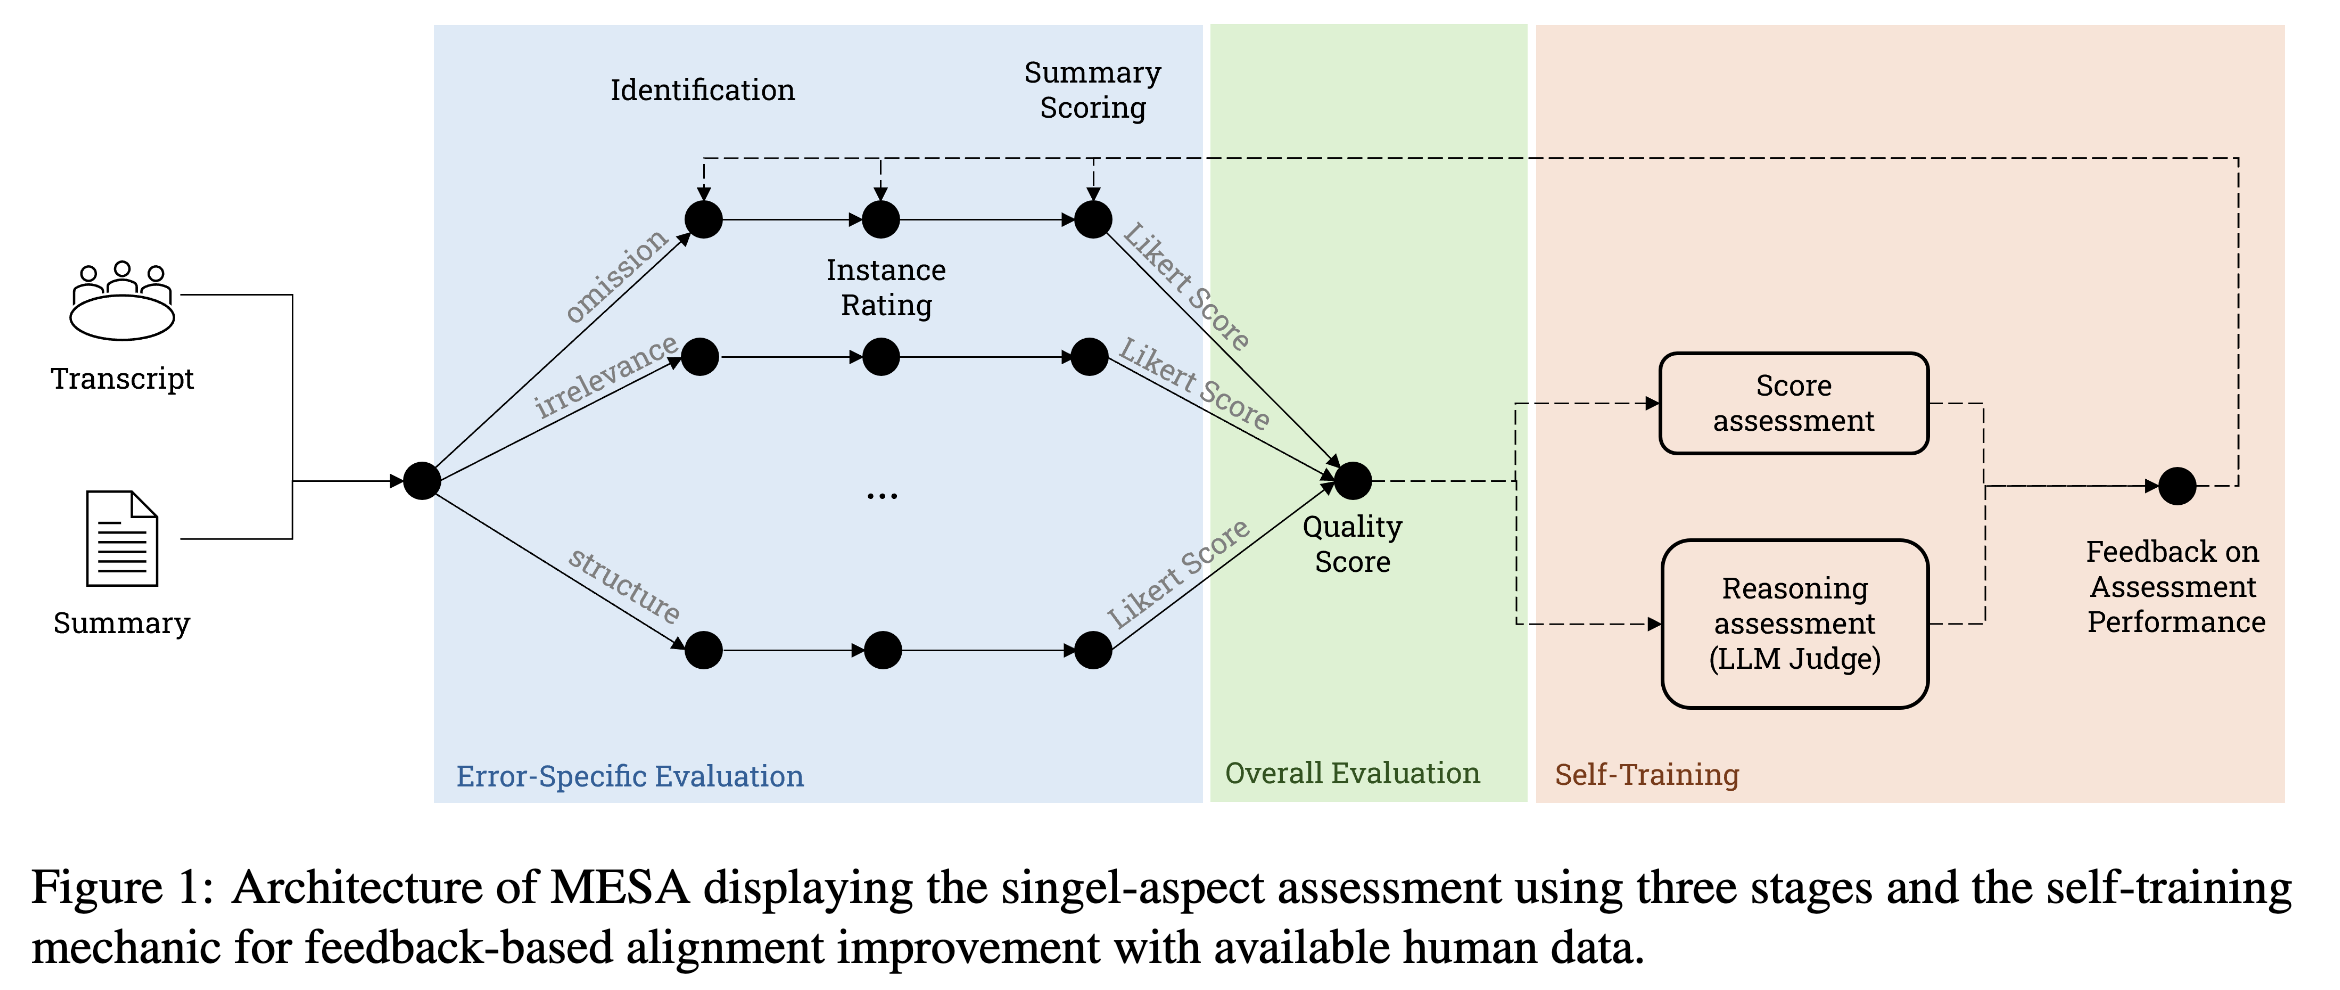 Identification
Summary
Scoring
omission
Instance
Rating
Likert Score
irrelevance
Likert Score
Transcript
...
structure
Likert Score
Summary
Quality
Score
Score
assessment
Reasoning
assessment
(LLM Judge)
Feedback on
Assessment
Performance
Error-Specific Evaluation
Overall Evaluation
Self-Training
Figure 1: Architecture of MESA displaying the singel-aspect assessment using three stages and the self-training
mechanic for feedback-based alignment improvement with available human data.